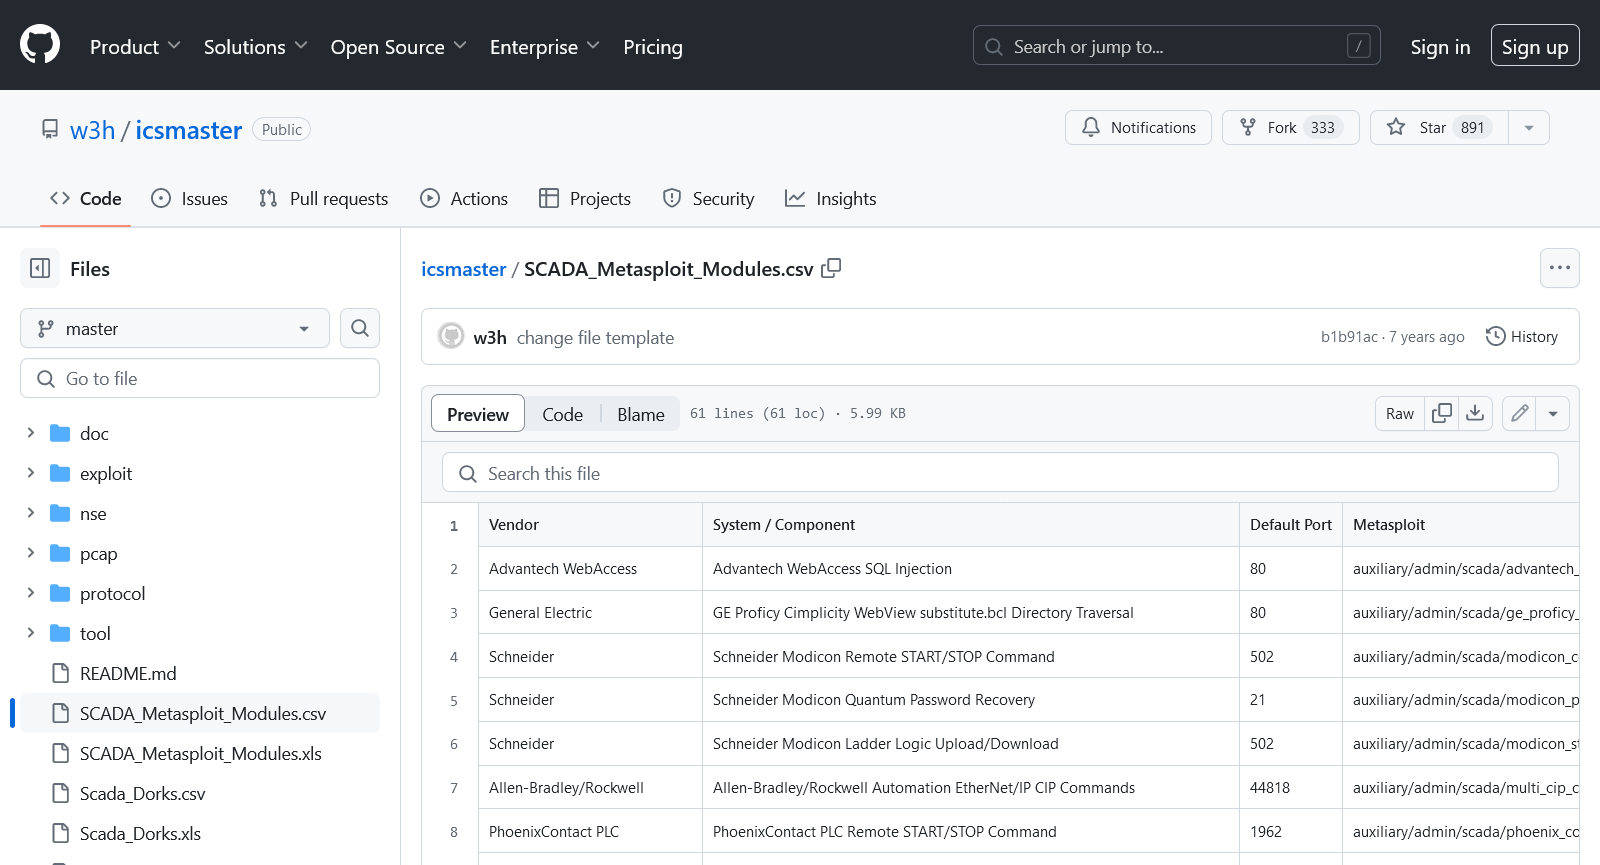 Product Solutions Open Source Enterprise Pricing Search or jump to... / Sign in Sign up
w3h / icsmaster Public Notifications Fork 333 Star 891
Code Issues Pull requests Actions Projects Security Insights
Files
master
Go to file
doc
exploit
nse
pcap
protocol
tool
README.md
SCADA_Metasploit_Modules.csv
SCADA_Metasploit_Modules.xls
Scada_Dorks.csv
Scada_Dorks.xls
icsmaster / SCADA_Metasploit_Modules.csv
w3h change file template b1b91ac · 7 years ago History
Preview Code Blame 61 lines (61 loc) · 5.99 KB Raw
Search this file
1 Vendor System / Component Default Port Metasploit
2 Advantech WebAccess Advantech WebAccess SQL Injection 80 auxiliary/admin/scada/advantech_
3 General Electric GE Proficy Cimplicity WebView substitute.bcl Directory Traversal 80 auxiliary/admin/scada/ge_proficy_
4 Schneider Schneider Modicon Remote START/STOP Command 502 auxiliary/admin/scada/modicon_c
5 Schneider Schneider Modicon Quantum Password Recovery 21 auxiliary/admin/scada/modicon_p
6 Schneider Schneider Modicon Ladder Logic Upload/Download 502 auxiliary/admin/scada/modicon_st
7 Allen-Bradley/Rockwell Allen-Bradley/Rockwell Automation EtherNet/IP CIP Commands 44818 auxiliary/admin/scada/multi_cip_c
8 PhoenixContact PLC PhoenixContact PLC Remote START/STOP Command 1962 auxiliary/admin/scada/phoenix_co